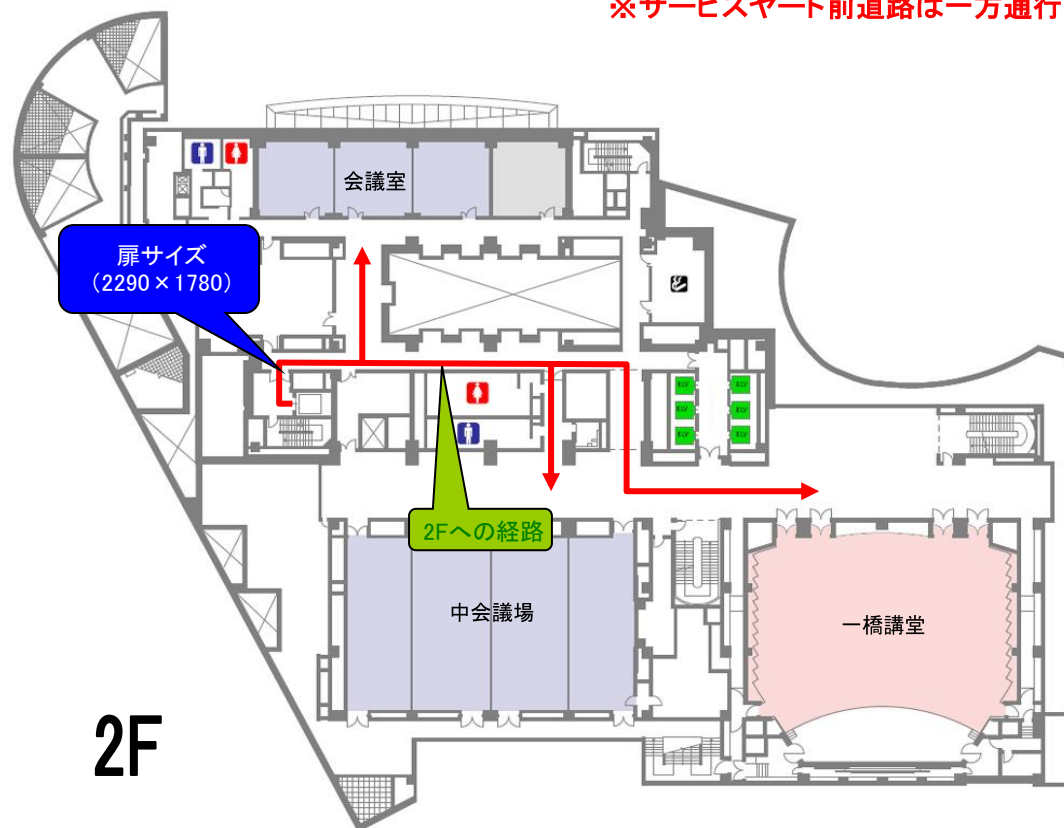 ※サービスヤード前道路は一方通行
会議室
扉サイズ
（2290×1780）
2Fへの経路
中会議場
一橋講堂
2F